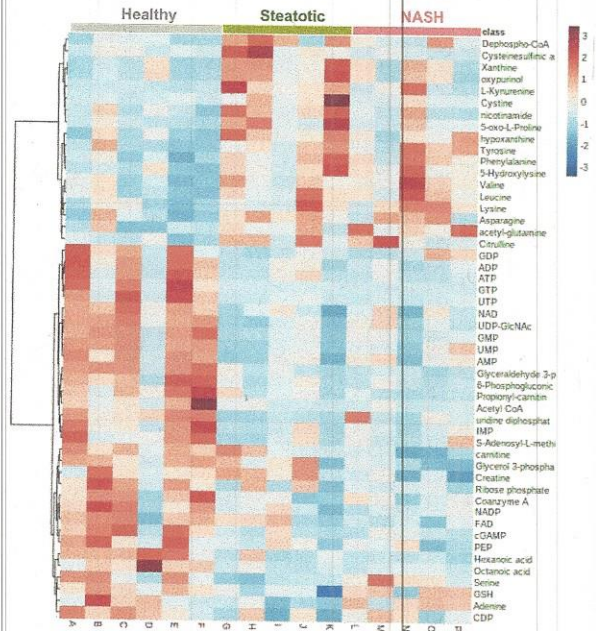 Healthy Steatotic NASH
class
Dephospho-CoA
Cysteinesulfinic a
Xanthine
oxypurinol
L-Kynurenine
Cystine
nicotinamide
5-oxo-L-Proline
hypoxanthine
Tyrosine
Phenylalanine
5-Hydroxylysine
Valine
Leucine
Lysine
Asparagine
acetyl-glutamine
Citrulline
GDP
ADP
ATP
GTP
UTP
NAD
UDP-GlcNAc
GMP
UMP
AMP
Glyceraldehyde 3-p
6-Phosphogluconic
Propionyl-carnitin
Acetyl CoA
uridine diphosphat
IMP
S-Adenosyl-L-meth
carnitine
Glycerol 3-phospha
Creatine
Ribose phosphate
Coanzyme A
NADP
FAD
cGAMP
PEP
Hexanoic acid
Octanoic acid
Serine
GSH
Adenine
CDP
A B C D E F G H I J K L M N O P
3
2
1
0
-1
-2
-3